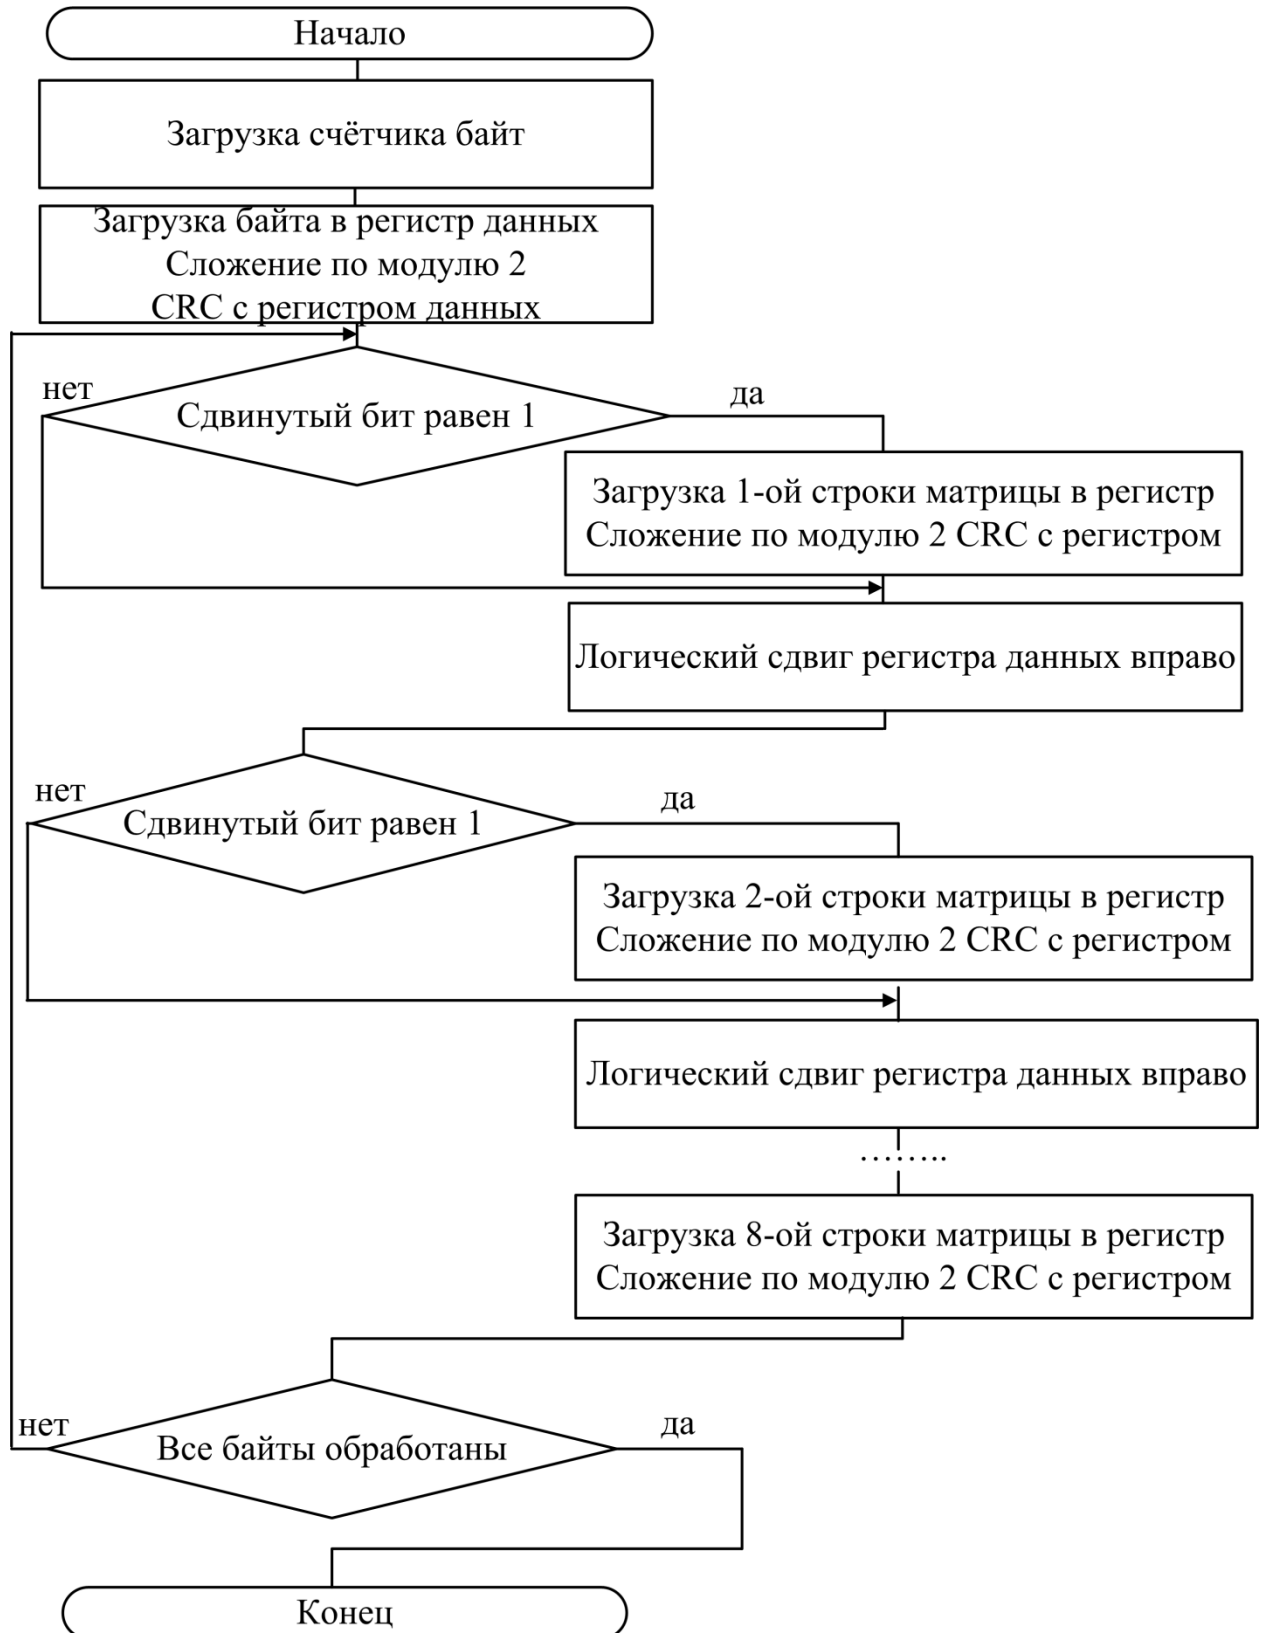 Начало
Загрузка счётчика байт
Загрузка байта в регистр данных
Сложение по модулю 2
CRC с регистром данных
нет
Сдвинутый бит равен 1
да
Загрузка 1-ой строки матрицы в регистр
Сложение по модулю 2 CRC с регистром
Логический сдвиг регистра данных вправо
нет
Сдвинутый бит равен 1
да
Загрузка 2-ой строки матрицы в регистр
Сложение по модулю 2 CRC с регистром
Логический сдвиг регистра данных вправо
……..
Загрузка 8-ой строки матрицы в регистр
Сложение по модулю 2 CRC с регистром
нет
Все байты обработаны
да
Конец